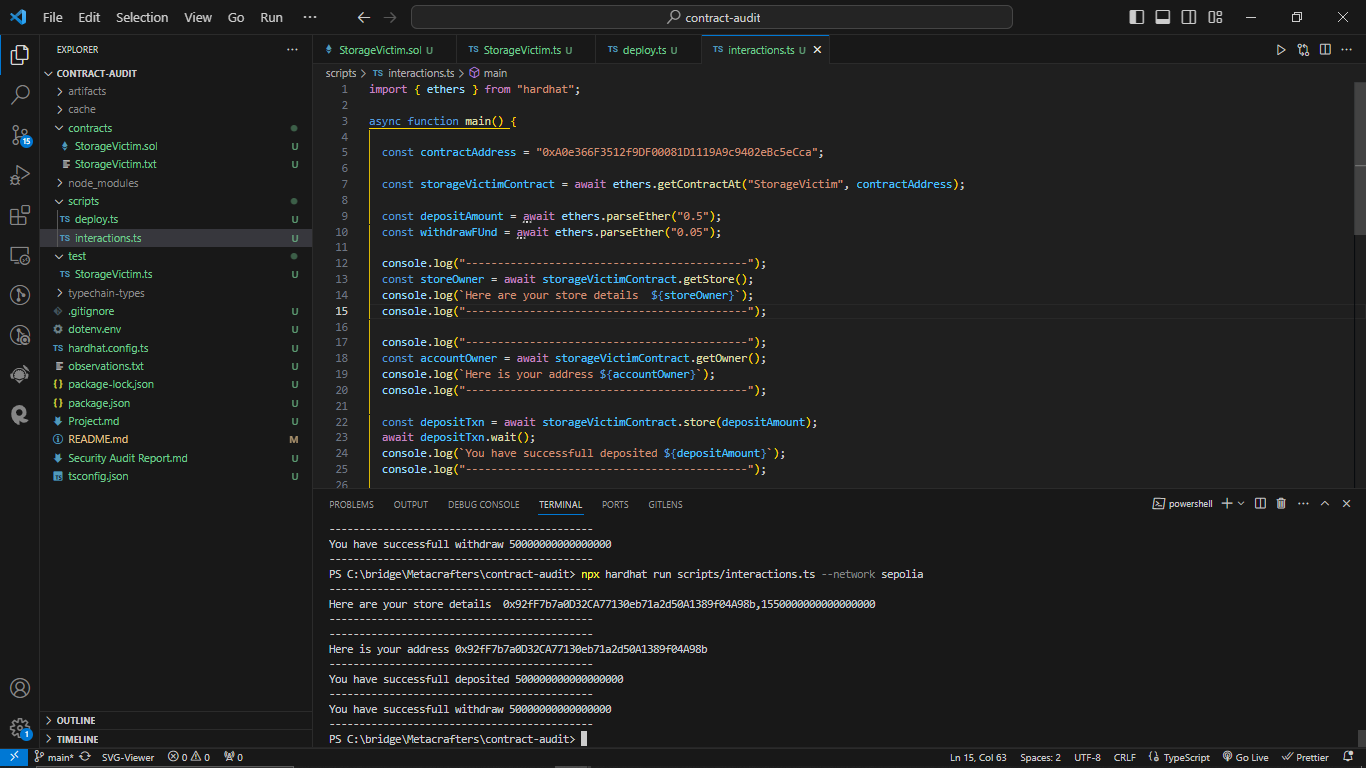 File Edit Selection View Go Run ··· contract-audit
EXPLORER ···
CONTRACT-AUDIT
artifacts
cache
contracts
StorageVictim.sol U
StorageVictim.txt U
node_modules
scripts
TS deploy.ts U
TS interactions.ts U
test
TS StorageVictim.ts U
typechain-types
.gitignore U
dotenv.env U
TS hardhat.config.ts U
observations.txt U
{} package-lock.json U
{} package.json U
Project.md U
README.md M
Security Audit Report.md U
tsconfig.json U
OUTLINE
TIMELINE
15
1
StorageVictim.sol U TS StorageVictim.ts U TS deploy.ts U TS interactions.ts U
scripts > TS interactions.ts > main
1 import { ethers } from "hardhat";
2
3 async function main() {
4
5 const contractAddress = "0xA0e366F3512f9DF00081D1119A9c9402eBc5eCca";
6
7 const storageVictimContract = await ethers.getContractAt("StorageVictim", contractAddress);
8
9 const depositAmount = await ethers.parseEther("0.5");
10 const withdrawFUnd = await ethers.parseEther("0.05");
11
12 console.log("--------------------------------------------");
13 const storeOwner = await storageVictimContract.getStore();
14 console.log(`Here are your store details  ${storeOwner}`);
15 console.log("--------------------------------------------");
16
17 console.log("--------------------------------------------");
18 const accountOwner = await storageVictimContract.getOwner();
19 console.log(`Here is your address ${accountOwner}`);
20 console.log("--------------------------------------------");
21
22 const depositTxn = await storageVictimContract.store(depositAmount);
23 await depositTxn.wait();
24 console.log(`You have successfull deposited ${depositAmount}`);
25 console.log("--------------------------------------------");
26
PROBLEMS OUTPUT DEBUG CONSOLE TERMINAL PORTS GITLENS powershell ···
--------------------------------------------
You have successfull withdraw 50000000000000000
--------------------------------------------
PS C:\bridge\Metacrafters\contract-audit> npx hardhat run scripts/interactions.ts --network sepolia
--------------------------------------------
Here are your store details  0x92fF7b7a0D32CA77130eb71a2d50A1389f04A98b,1550000000000000000
--------------------------------------------
--------------------------------------------
Here is your address 0x92fF7b7a0D32CA77130eb71a2d50A1389f04A98b
--------------------------------------------
You have successfull deposited 500000000000000000
--------------------------------------------
You have successfull withdraw 50000000000000000
--------------------------------------------
PS C:\bridge\Metacrafters\contract-audit>
main* SVG-Viewer 0 0 0 Ln 15, Col 63 Spaces: 2 UTF-8 CRLF {} TypeScript Go Live Prettier